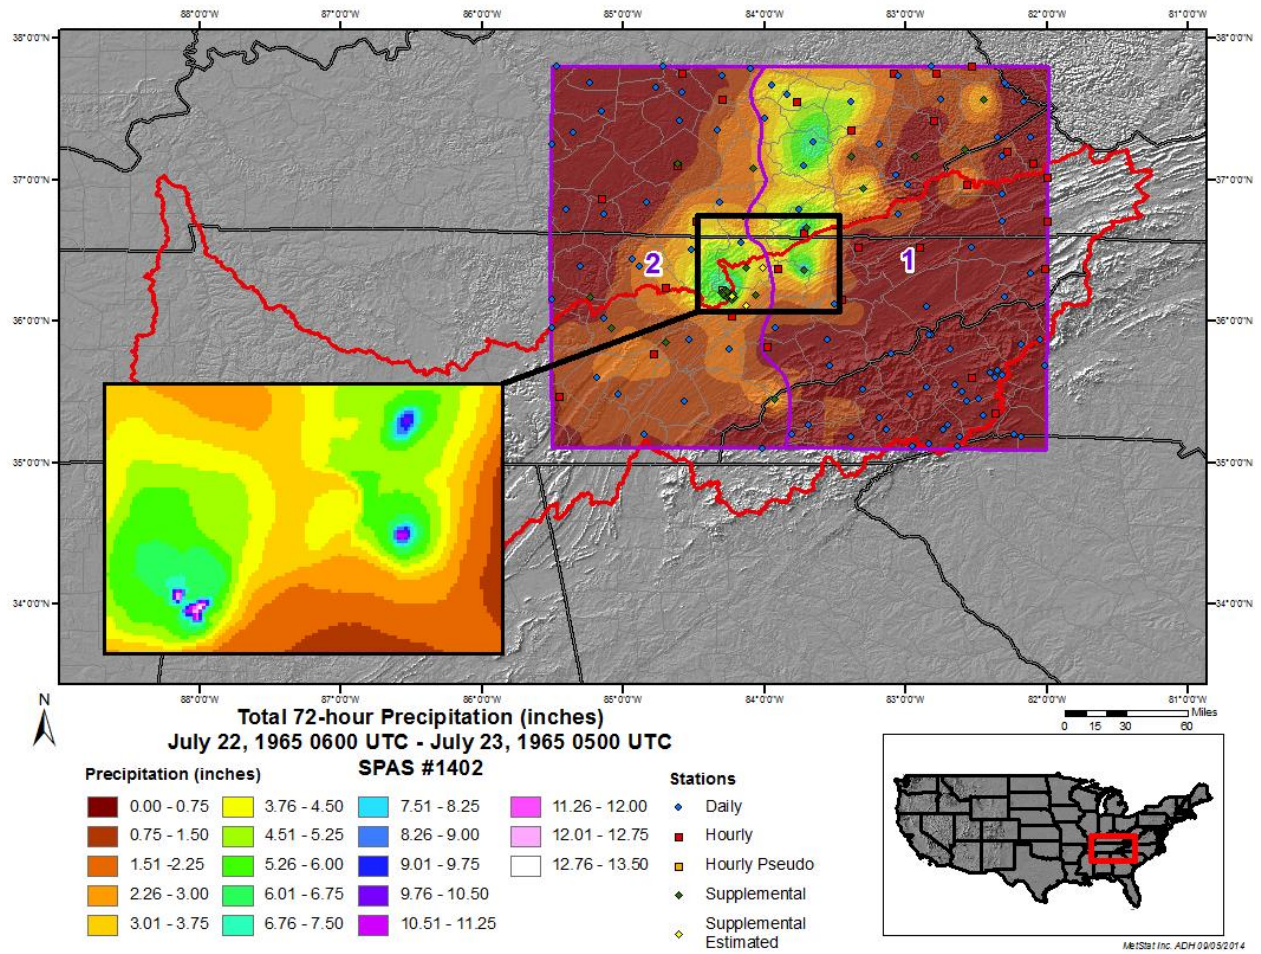 88°0'0"W 87°0'0"W 86°0'0"W 85°0'0"W 84°0'0"W 83°0'0"W 82°0'0"W 81°0'0"W
38°0'0"N 38°0'0"N
37°0'0"N 37°0'0"N
2 1
36°0'0"N 36°0'0"N
35°0'0"N 35°0'0"N
34°0'0"N 34°0'0"N
88°0'0"W 87°0'0"W 86°0'0"W 85°0'0"W 84°0'0"W 83°0'0"W 82°0'0"W 81°0'0"W
N
Total 72-hour Precipitation (inches)
July 22, 1965 0600 UTC - July 23, 1965 0500 UTC
SPAS #1402
Miles
0 15 30 60
Precipitation (inches)
0.00 - 0.75
0.75 - 1.50
1.51 - 2.25
2.26 - 3.00
3.01 - 3.75
3.76 - 4.50
4.51 - 5.25
5.26 - 6.00
6.01 - 6.75
6.76 - 7.50
7.51 - 8.25
8.26 - 9.00
9.01 - 9.75
9.76 - 10.50
10.51 - 11.25
11.26 - 12.00
12.01 - 12.75
12.76 - 13.50
Stations
Daily
Hourly
Hourly Pseudo
Supplemental
Supplemental
Estimated
MetStat Inc. ADH 09/05/2014